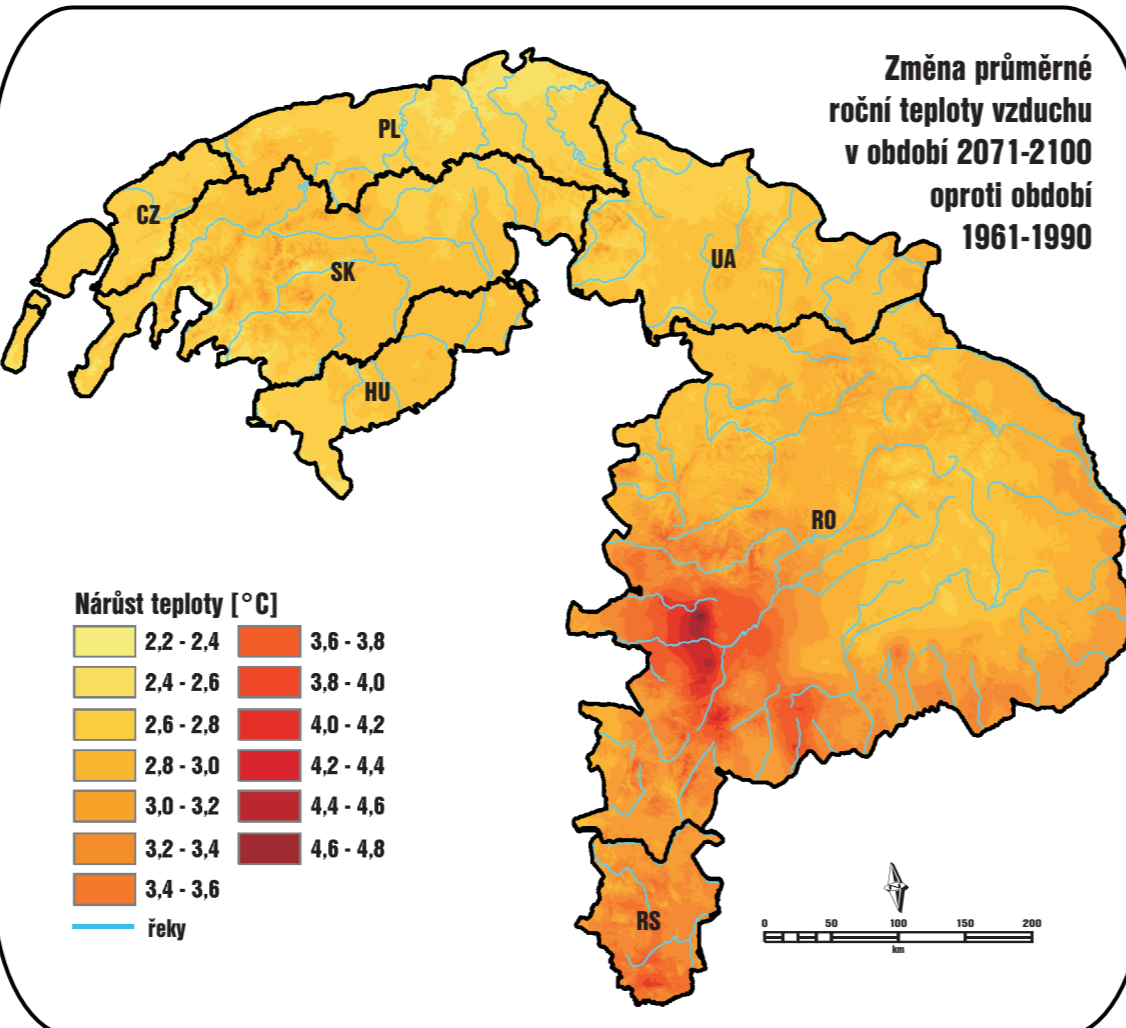 Změna průměrné
roční teploty vzduchu
v období 2071-2100
oproti období
1961-1990
PL
CZ
SK
UA
HU
RO
RS
Nárůst teploty [°C]
2,2 - 2,4
2,4 - 2,6
2,6 - 2,8
2,8 - 3,0
3,0 - 3,2
3,2 - 3,4
3,4 - 3,6
3,6 - 3,8
3,8 - 4,0
4,0 - 4,2
4,2 - 4,4
4,4 - 4,6
4,6 - 4,8
řeky
0 50 100 150 200
km